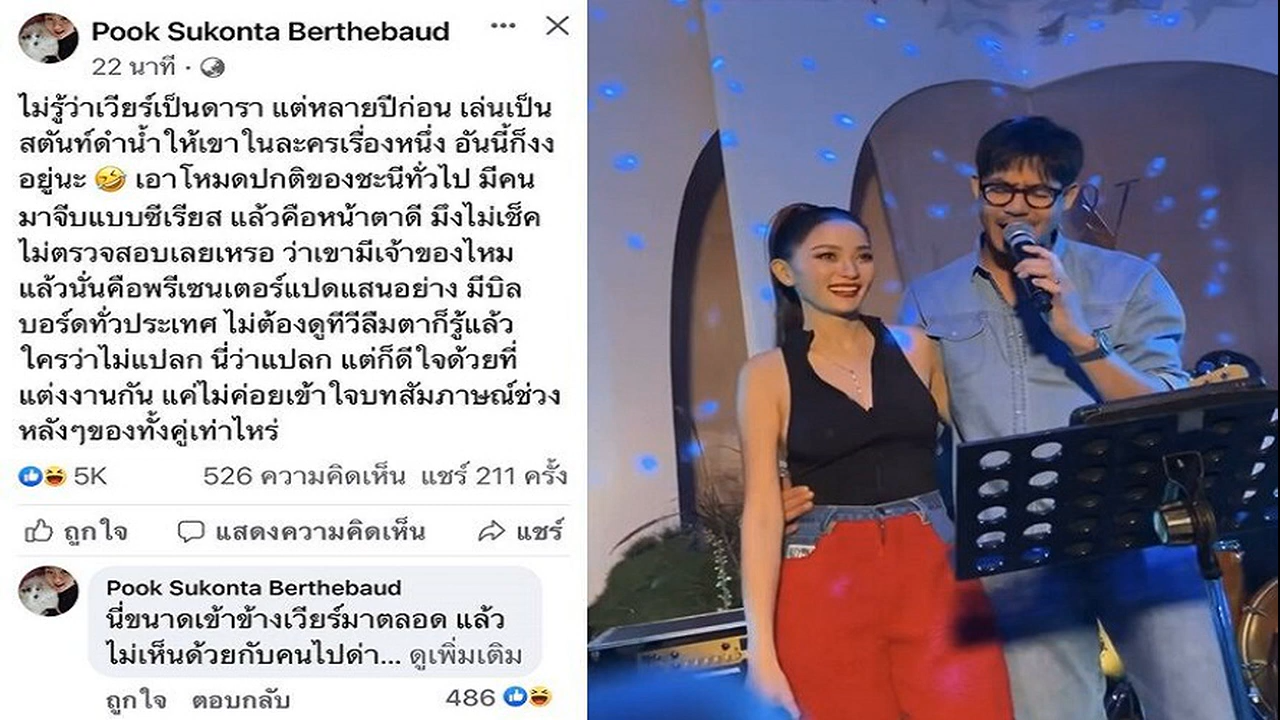 Pook Sukonta Berthebaud
22 นาที ·
ไม่รู้ว่าเวียร์เป็นดารา แต่หลายปีก่อน เล่นเป็น
สตันท์ดำน้ำให้เขาในละครเรื่องหนึ่ง อันนี้ก็งง
อยู่นะ 🤣 เอาโหมดปกติของชะนีทั่วไป มีคน
มาจีบแบบซีเรียส แล้วคือหน้าตาดี มึงไม่เช็ค
ไม่ตรวจสอบเลยเหรอ ว่าเขามีเจ้าของไหม
แล้วนั่นคือพรีเซนเตอร์แปดแสนอย่าง มีบิล
บอร์ดทั่วประเทศ ไม่ต้องดูทีวีลืมตาก็รู้แล้ว
ใครว่าไม่แปลก นี่ว่าแปลก แต่ก็ดีใจด้วยที่
แต่งงานกัน แค่ไม่ค่อยเข้าใจบทสัมภาษณ์ช่วง
หลังๆของทั้งคู่เท่าไหร่
5K 526 ความคิดเห็น แชร์ 211 ครั้ง
ถูกใจ แสดงความคิดเห็น แชร์
Pook Sukonta Berthebaud
นี่ขนาดเข้าข้างเวียร์มาตลอด แล้ว
ไม่เห็นด้วยกับคนไปด่า... ดูเพิ่มเติม
ถูกใจ ตอบกลับ 486